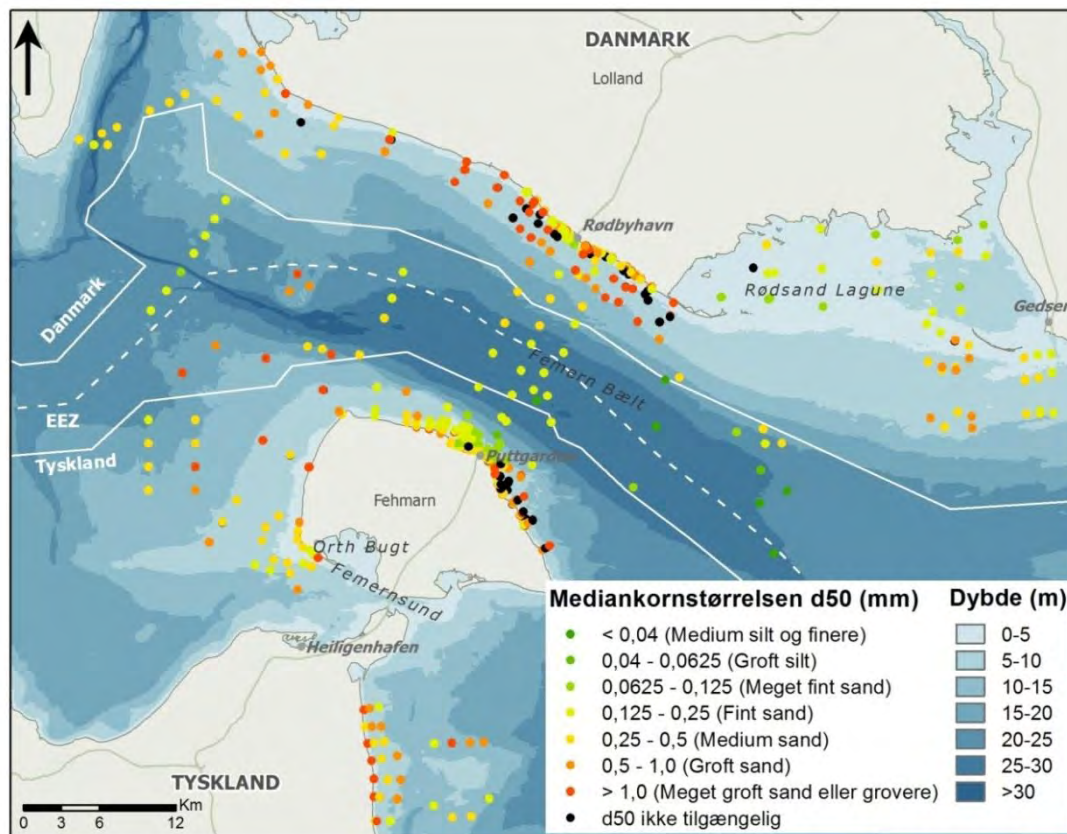 DANMARK
Lolland
Rødbyhavn
Rødsand Lagune
Gedser
Danmark
Femern Bælt
EEZ
Tyskland
Puttgarden
Fehmarn
Orth Bugt
Femernsund
Heiligenhafen
TYSKLAND
Km
0 3 6 12
Mediankornstørrelsen d50 (mm)
< 0,04 (Medium silt og finere)
0,04 - 0,0625 (Groft silt)
0,0625 - 0,125 (Meget fint sand)
0,125 - 0,25 (Fint sand)
0,25 - 0,5 (Medium sand)
0,5 - 1,0 (Groft sand)
> 1,0 (Meget groft sand eller grovere)
d50 ikke tilgængelig
Dybde (m)
0-5
5-10
10-15
15-20
20-25
25-30
>30